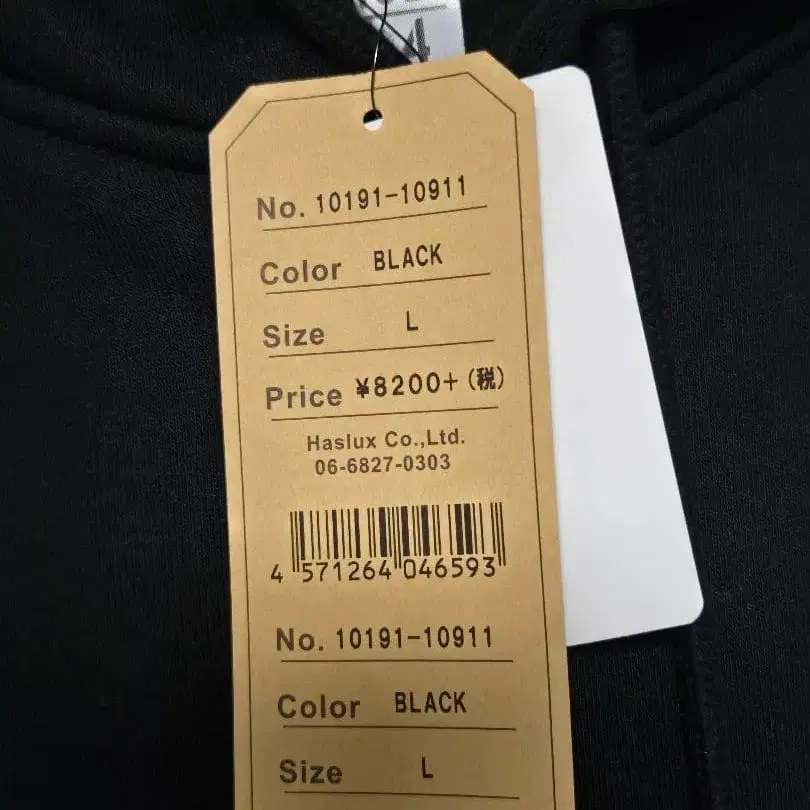 4
No. 10191-10911
Color BLACK
Size L
Price ¥8200+(税)
Haslux Co.,Ltd.
06-6827-0303
4 571264 046593
No. 10191-10911
Color BLACK
Size L